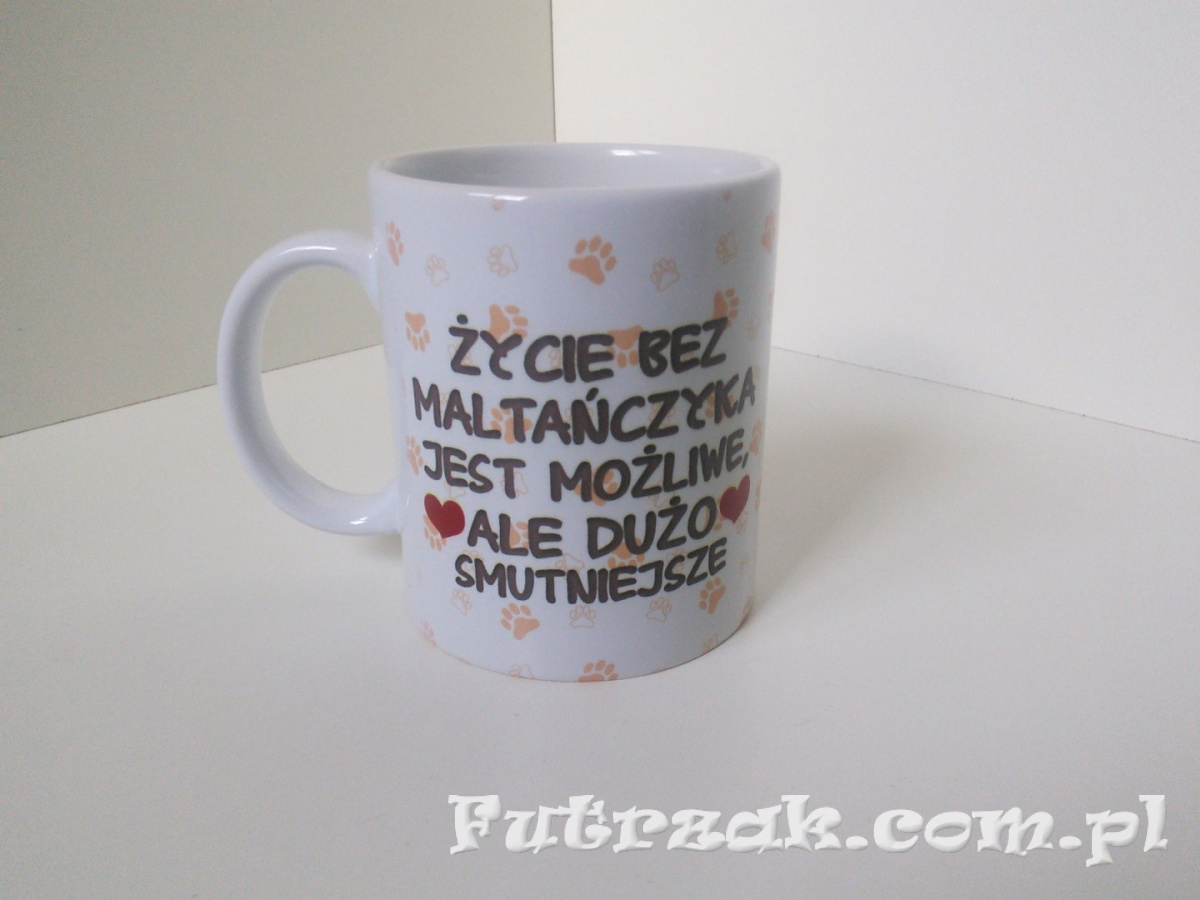 ŻYCIE BEZ
MALTAŃCZYKA
JEST MOŻLIWE,
ALE DUŻO
SMUTNIEJSZE
Futrzak.com.pl